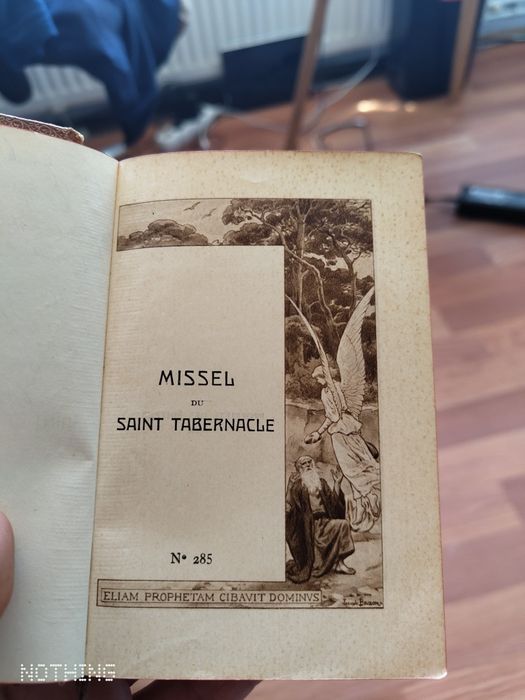 MISSEL
DU
SAINT TABERNACLE
Nº 285
ELIAM PROPHETAM CIBAVIT DOMINVS
NOTHING